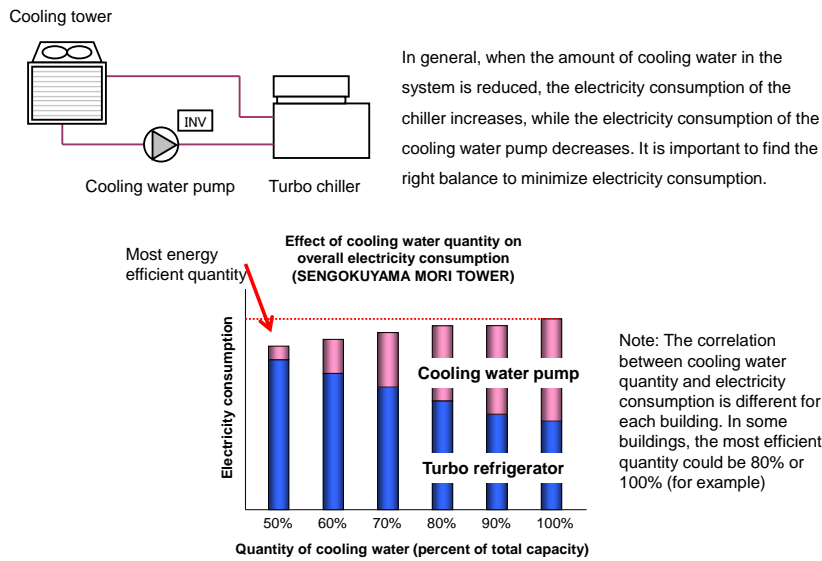 Cooling tower
INV
Cooling water pump
Turbo chiller
In general, when the amount of cooling water in the
system is reduced, the electricity consumption of the
chiller increases, while the electricity consumption of the
cooling water pump decreases. It is important to find the
right balance to minimize electricity consumption.
Most energy
efficient quantity
Effect of cooling water quantity on
overall electricity consumption
(SENGOKUYAMA MORI TOWER)
Electricity consumption
Cooling water pump
Turbo refrigerator
50% 60% 70% 80% 90% 100%
Quantity of cooling water (percent of total capacity)
Note: The correlation
between cooling water
quantity and electricity
consumption is different for
each building. In some
buildings, the most efficient
quantity could be 80% or
100% (for example)